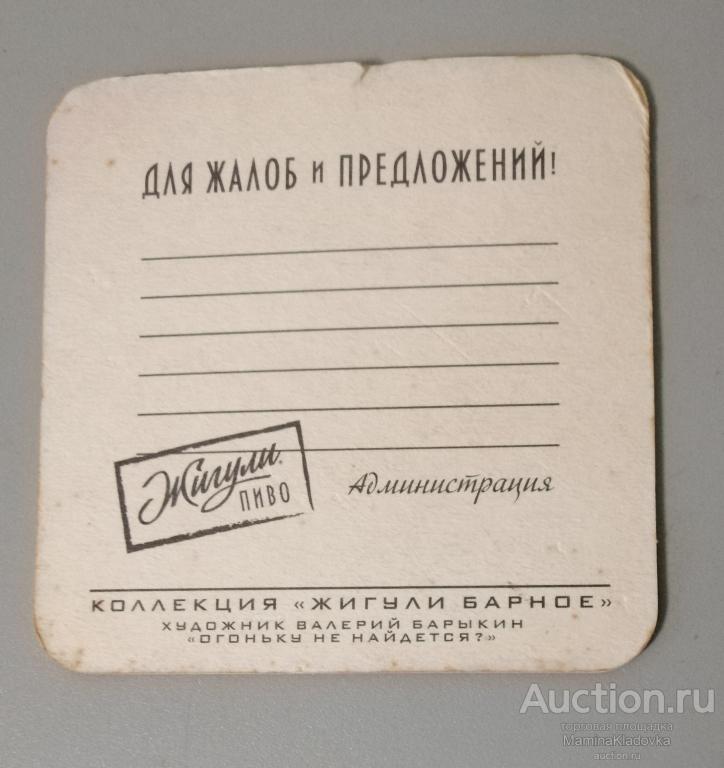 ДЛЯ ЖАЛОБ И ПРЕДЛОЖЕНИЙ!
Жигули
ПИВО
Администрация
КОЛЛЕКЦИЯ «ЖИГУЛИ БАРНОЕ»
ХУДОЖНИК ВАЛЕРИЙ БАРЫКИН
«ОГОНЬКУ НЕ НАЙДЕТСЯ?»
Auction.ru
торговая площадка
MaminaKladovka
auction.ru